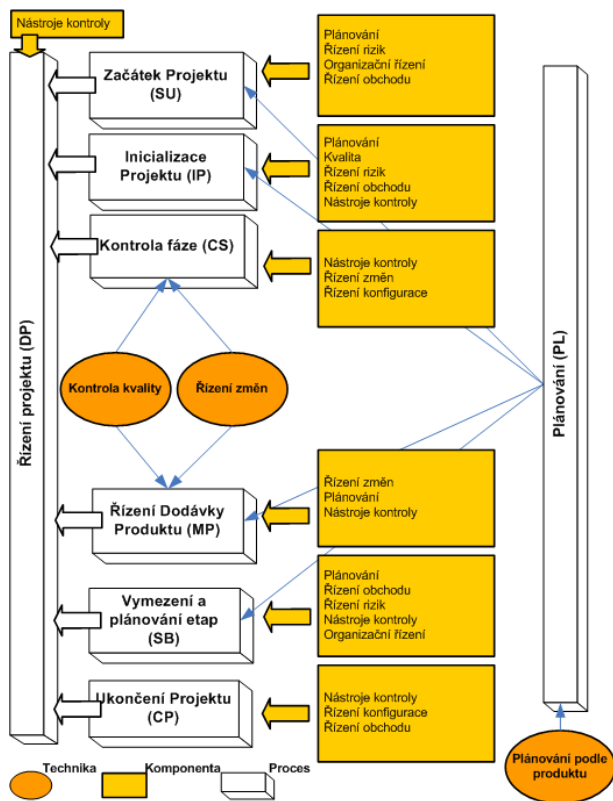 Nástroje kontroly
Začátek Projektu
(SU)
Plánování
Řízení rizik
Organizační řízení
Řízení obchodu
Inicializace
Projektu (IP)
Plánování
Kvalita
Řízení rizik
Řízení obchodu
Nástroje kontroly
Kontrola fáze (CS)
Nástroje kontroly
Řízení změn
Řízení konfigurace
Řízení projektu (DP)
Plánování (PL)
Kontrola kvality
Řízení změn
Řízení Dodávky
Produktu (MP)
Řízení změn
Plánování
Nástroje kontroly
Vymezení a
plánování etap
(SB)
Plánování
Řízení obchodu
Řízení rizik
Nástroje kontroly
Organizační řízení
Ukončení Projektu
(CP)
Nástroje kontroly
Řízení konfigurace
Řízení obchodu
Plánování podle
produktu
Technika
Komponenta
Proces